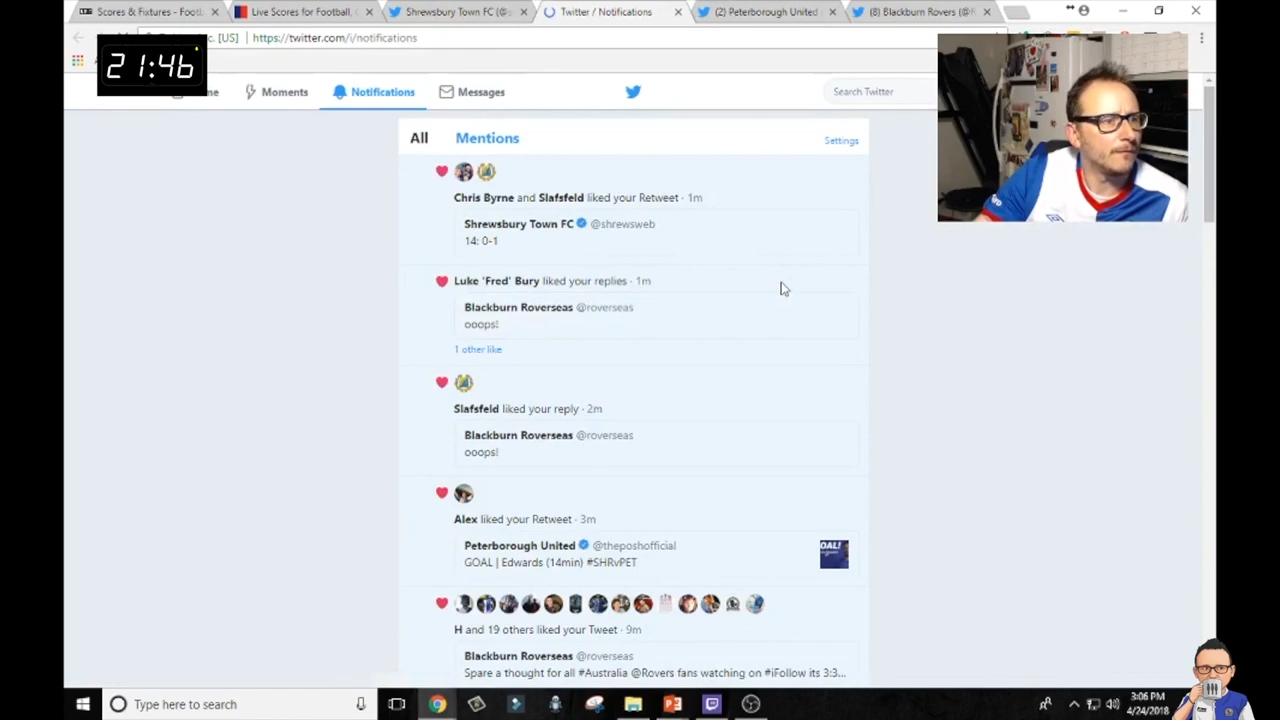 Scores & Fixtures - Footb
Live Scores for Football, C
Shrewsbury Town FC (@s
Twitter / Notifications
(2) Peterborough United
(8) Blackburn Rovers (@R
[US] https://twitter.com/i/notifications
21:46
Moments
Notifications
Messages
Search Twitter
All
Mentions
Settings
Chris Byrne and Slafsfeld liked your Retweet · 1m
Shrewsbury Town FC @shrewsweb
14: 0-1
Luke 'Fred' Bury liked your replies · 1m
Blackburn Roverseas @roverseas
ooops!
1 other like
Slafsfeld liked your reply · 2m
Blackburn Roverseas @roverseas
ooops!
Alex liked your Retweet · 3m
Peterborough United @theposhofficial
GOAL | Edwards (14min) #SHRvPET
H and 19 others liked your Tweet · 9m
Blackburn Roverseas @roverseas
Spare a thought for all #Australia @Rovers fans watching on #iFollow its 3:3...
Type here to search
3:06 PM
4/24/2018